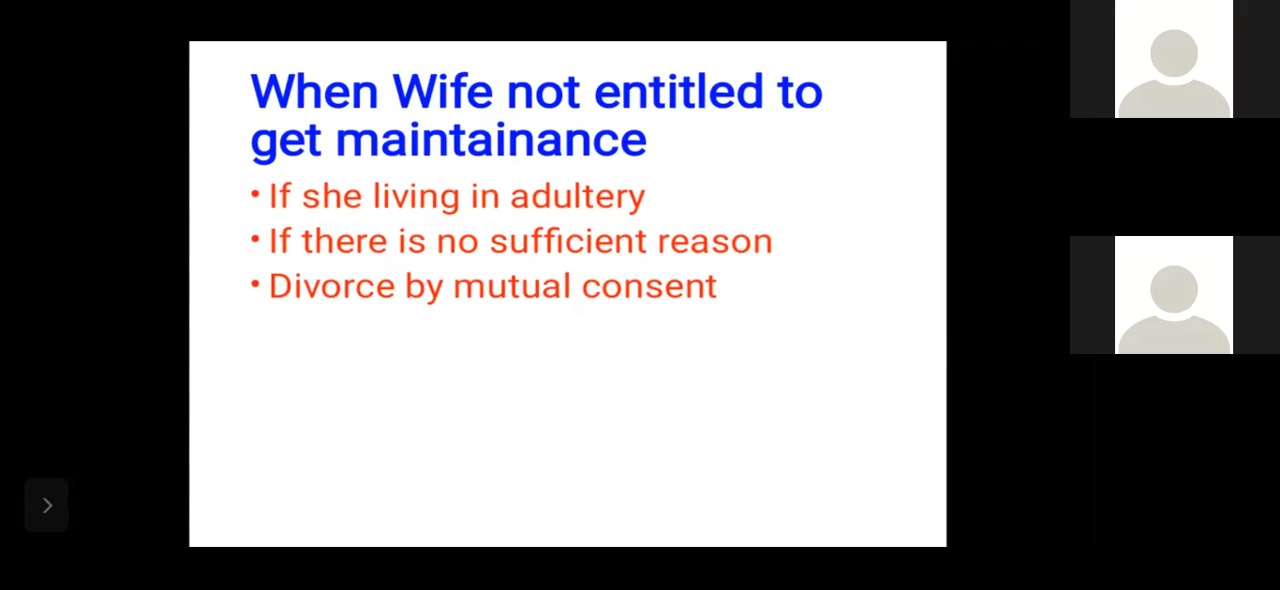 When Wife not entitled to
get maintainance
• If she living in adultery
• If there is no sufficient reason
• Divorce by mutual consent